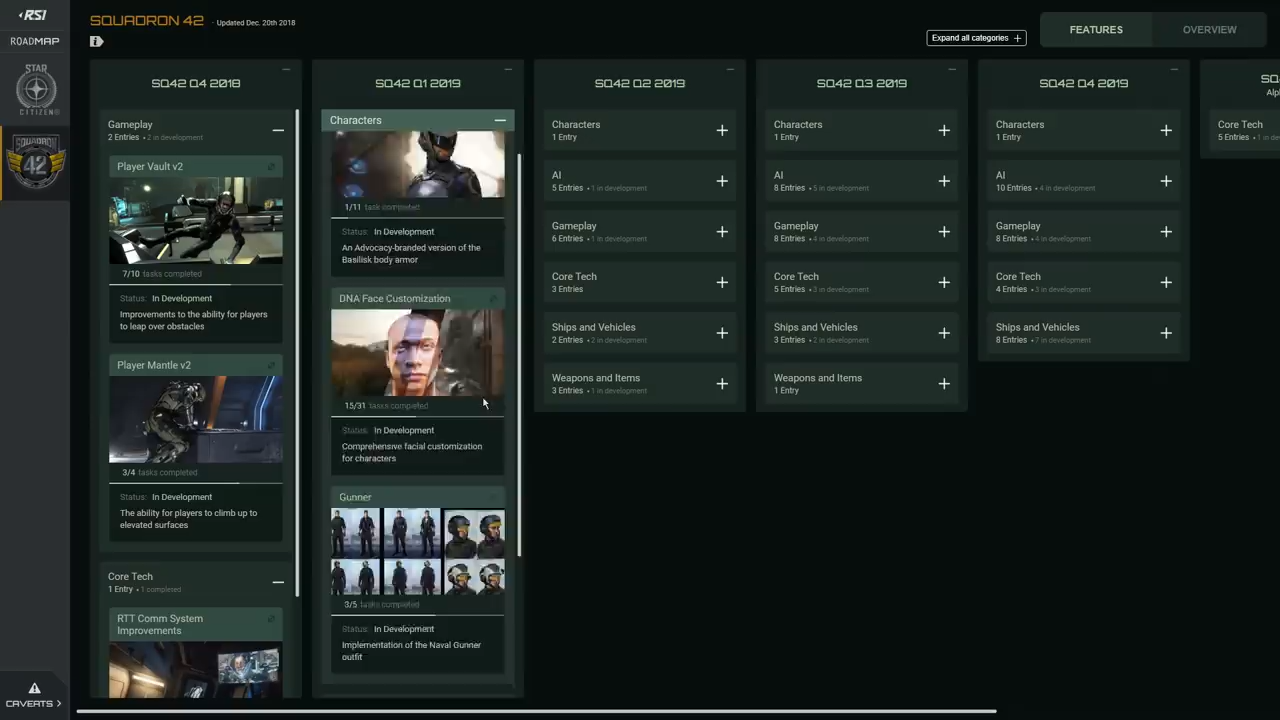 RSI
ROADMAP
STAR
CITIZEN
SQUADRON
42
CAVEATS
SQUADRON 42 - Updated Dec. 20th 2018
Expand all categories +
FEATURES
OVERVIEW
SQ42 Q4 2018
Gameplay
2 Entries • 2 in development
Player Vault v2
7/10 tasks completed
Status: In Development
Improvements to the ability for players
to leap over obstacles
Player Mantle v2
3/4 tasks completed
Status: In Development
The ability for players to climb up to
elevated surfaces
Core Tech
1 Entry • 1 completed
RTT Comm System
Improvements
SQ42 Q1 2019
Characters
1/11 task completed
Status: In Development
An Advocacy-branded version of the
Basilisk body armor
DNA Face Customization
15/31 tasks completed
Status: In Development
Comprehensive facial customization
for characters
Gunner
3/5 tasks completed
Status: In Development
Implementation of the Naval Gunner
outfit
SQ42 Q2 2019
Characters
1 Entry
AI
5 Entries • 1 in development
Gameplay
6 Entries • 1 in development
Core Tech
3 Entries
Ships and Vehicles
2 Entries • 2 in development
Weapons and Items
3 Entries • 1 in development
SQ42 Q3 2019
Characters
1 Entry
AI
8 Entries • 5 in development
Gameplay
8 Entries • 4 in development
Core Tech
5 Entries • 3 in development
Ships and Vehicles
3 Entries • 2 in development
Weapons and Items
1 Entry
SQ42 Q4 2019
Characters
1 Entry
AI
10 Entries • 4 in development
Gameplay
8 Entries • 4 in development
Core Tech
4 Entries • 3 in development
Ships and Vehicles
8 Entries • 7 in development
SQ
Alp
Core Tech
5 Entries • 1 in de